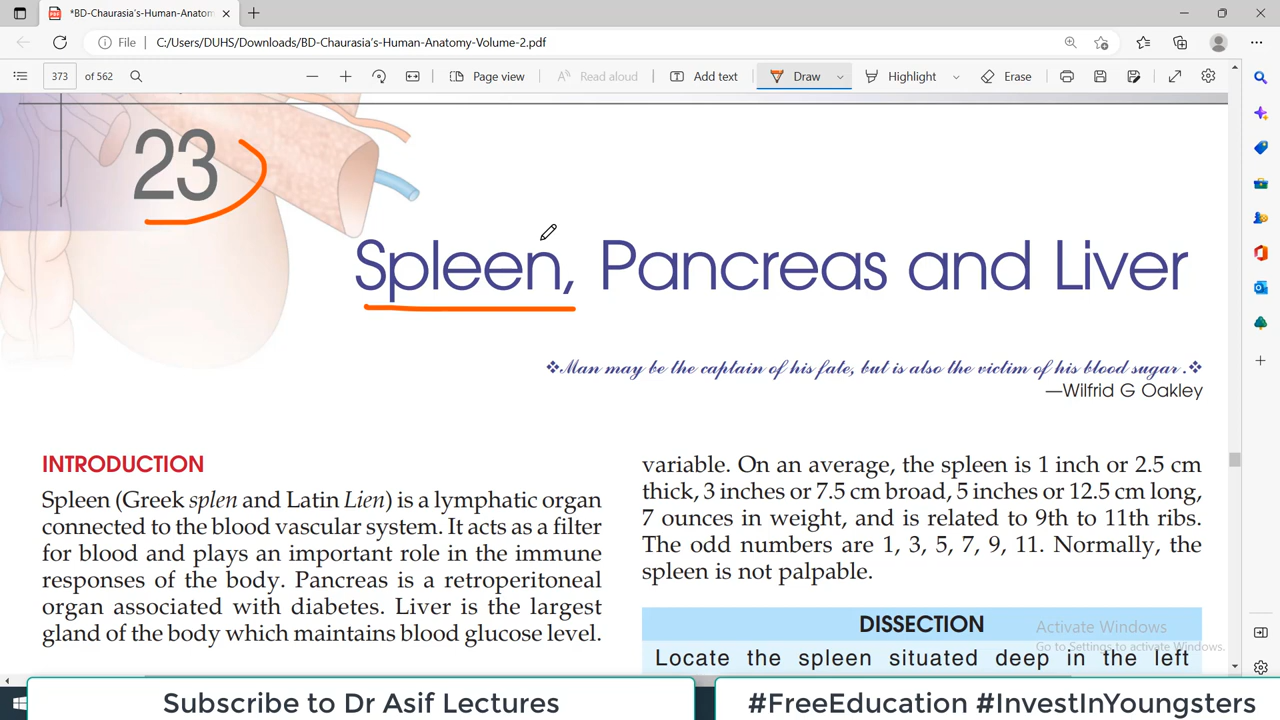 *BD-Chaurasia's-Human-Anatom
File
C:/Users/DUHS/Downloads/BD-Chaurasia's-Human-Anatomy-Volume-2.pdf
373 of 562
Page view
Read aloud
Add text
Draw
Highlight
Erase
23
Spleen, Pancreas and Liver
❖Man may be the captain of his fate, but is also the victim of his blood sugar.❖
—Wilfrid G Oakley
INTRODUCTION
Spleen (Greek splen and Latin Lien) is a lymphatic organ
connected to the blood vascular system. It acts as a filter
for blood and plays an important role in the immune
responses of the body. Pancreas is a retroperitoneal
organ associated with diabetes. Liver is the largest
gland of the body which maintains blood glucose level.
variable. On an average, the spleen is 1 inch or 2.5 cm
thick, 3 inches or 7.5 cm broad, 5 inches or 12.5 cm long,
7 ounces in weight, and is related to 9th to 11th ribs.
The odd numbers are 1, 3, 5, 7, 9, 11. Normally, the
spleen is not palpable.
DISSECTION
Locate the spleen situated deep in the left
Activate Windows
Go to Settings to activate Windows.
Subscribe to Dr Asif Lectures
#FreeEducation #InvestInYoungsters